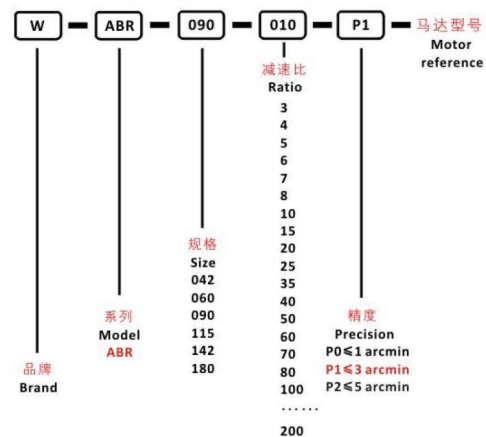 W — ABR — 090 — 010 — P1 — 马达型号
Motor
reference
减速比
Ratio
3
4
5
6
7
8
10
15
20
25
35
40
50
60
70
80
100
······
200
规格
Size
042
060
090
115
142
180
系列
Model
ABR
精度
Precision
P0≤1 arcmin
P1≤3 arcmin
P2≤5 arcmin
品牌
Brand